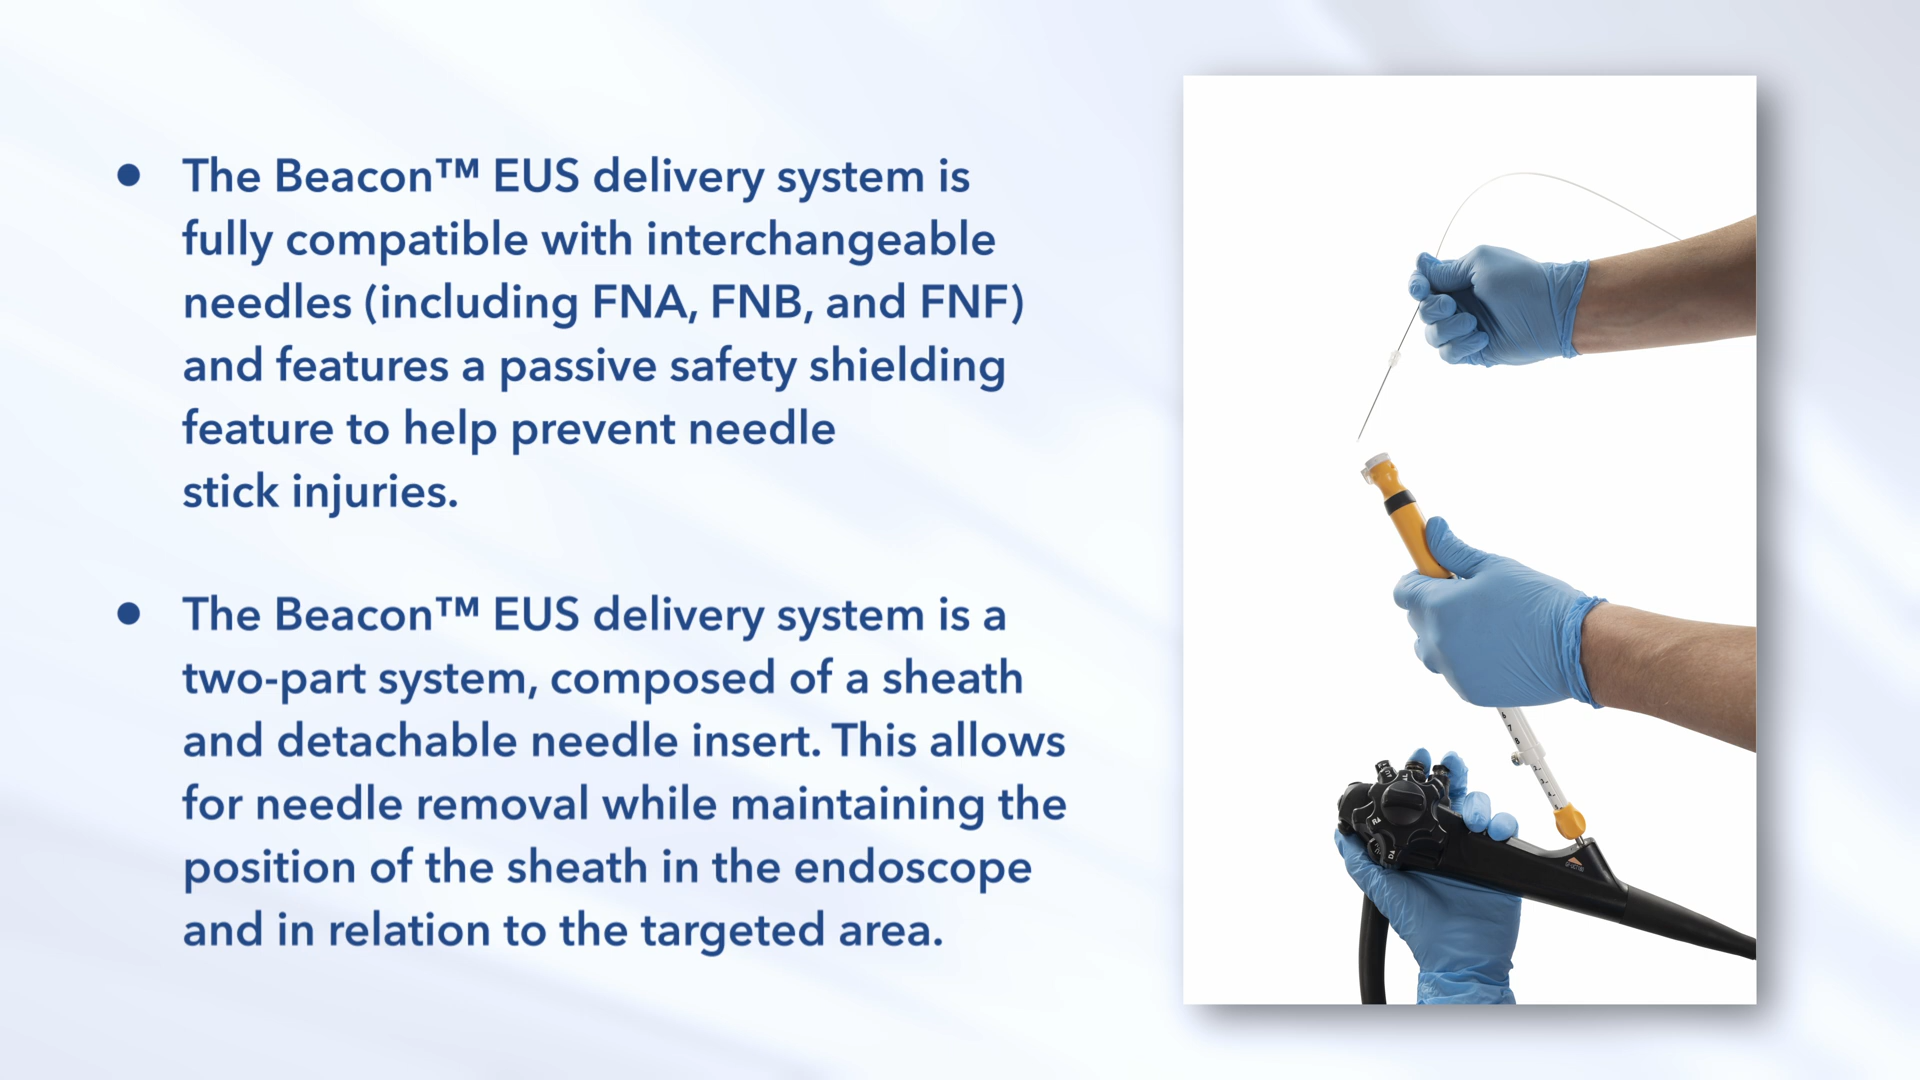 • The Beacon™ EUS delivery system is
fully compatible with interchangeable
needles (including FNA, FNB, and FNF)
and features a passive safety shielding
feature to help prevent needle
stick injuries.
• The Beacon™ EUS delivery system is a
two-part system, composed of a sheath
and detachable needle insert. This allows
for needle removal while maintaining the
position of the sheath in the endoscope
and in relation to the targeted area.